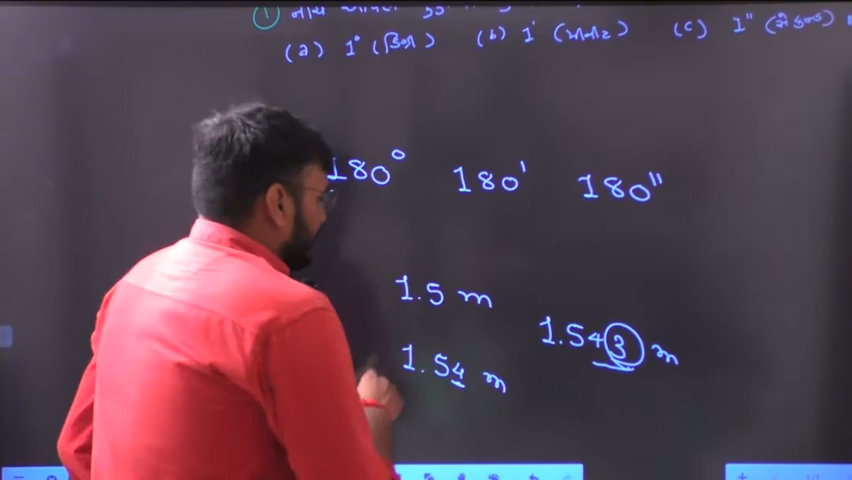 (a) 1° (ડિગ્રી) (b) 1' (મિનિટ) (c) 1" (સેકન્ડ)
180° 180' 180"
1.5 m
1.543 m
1.54 m